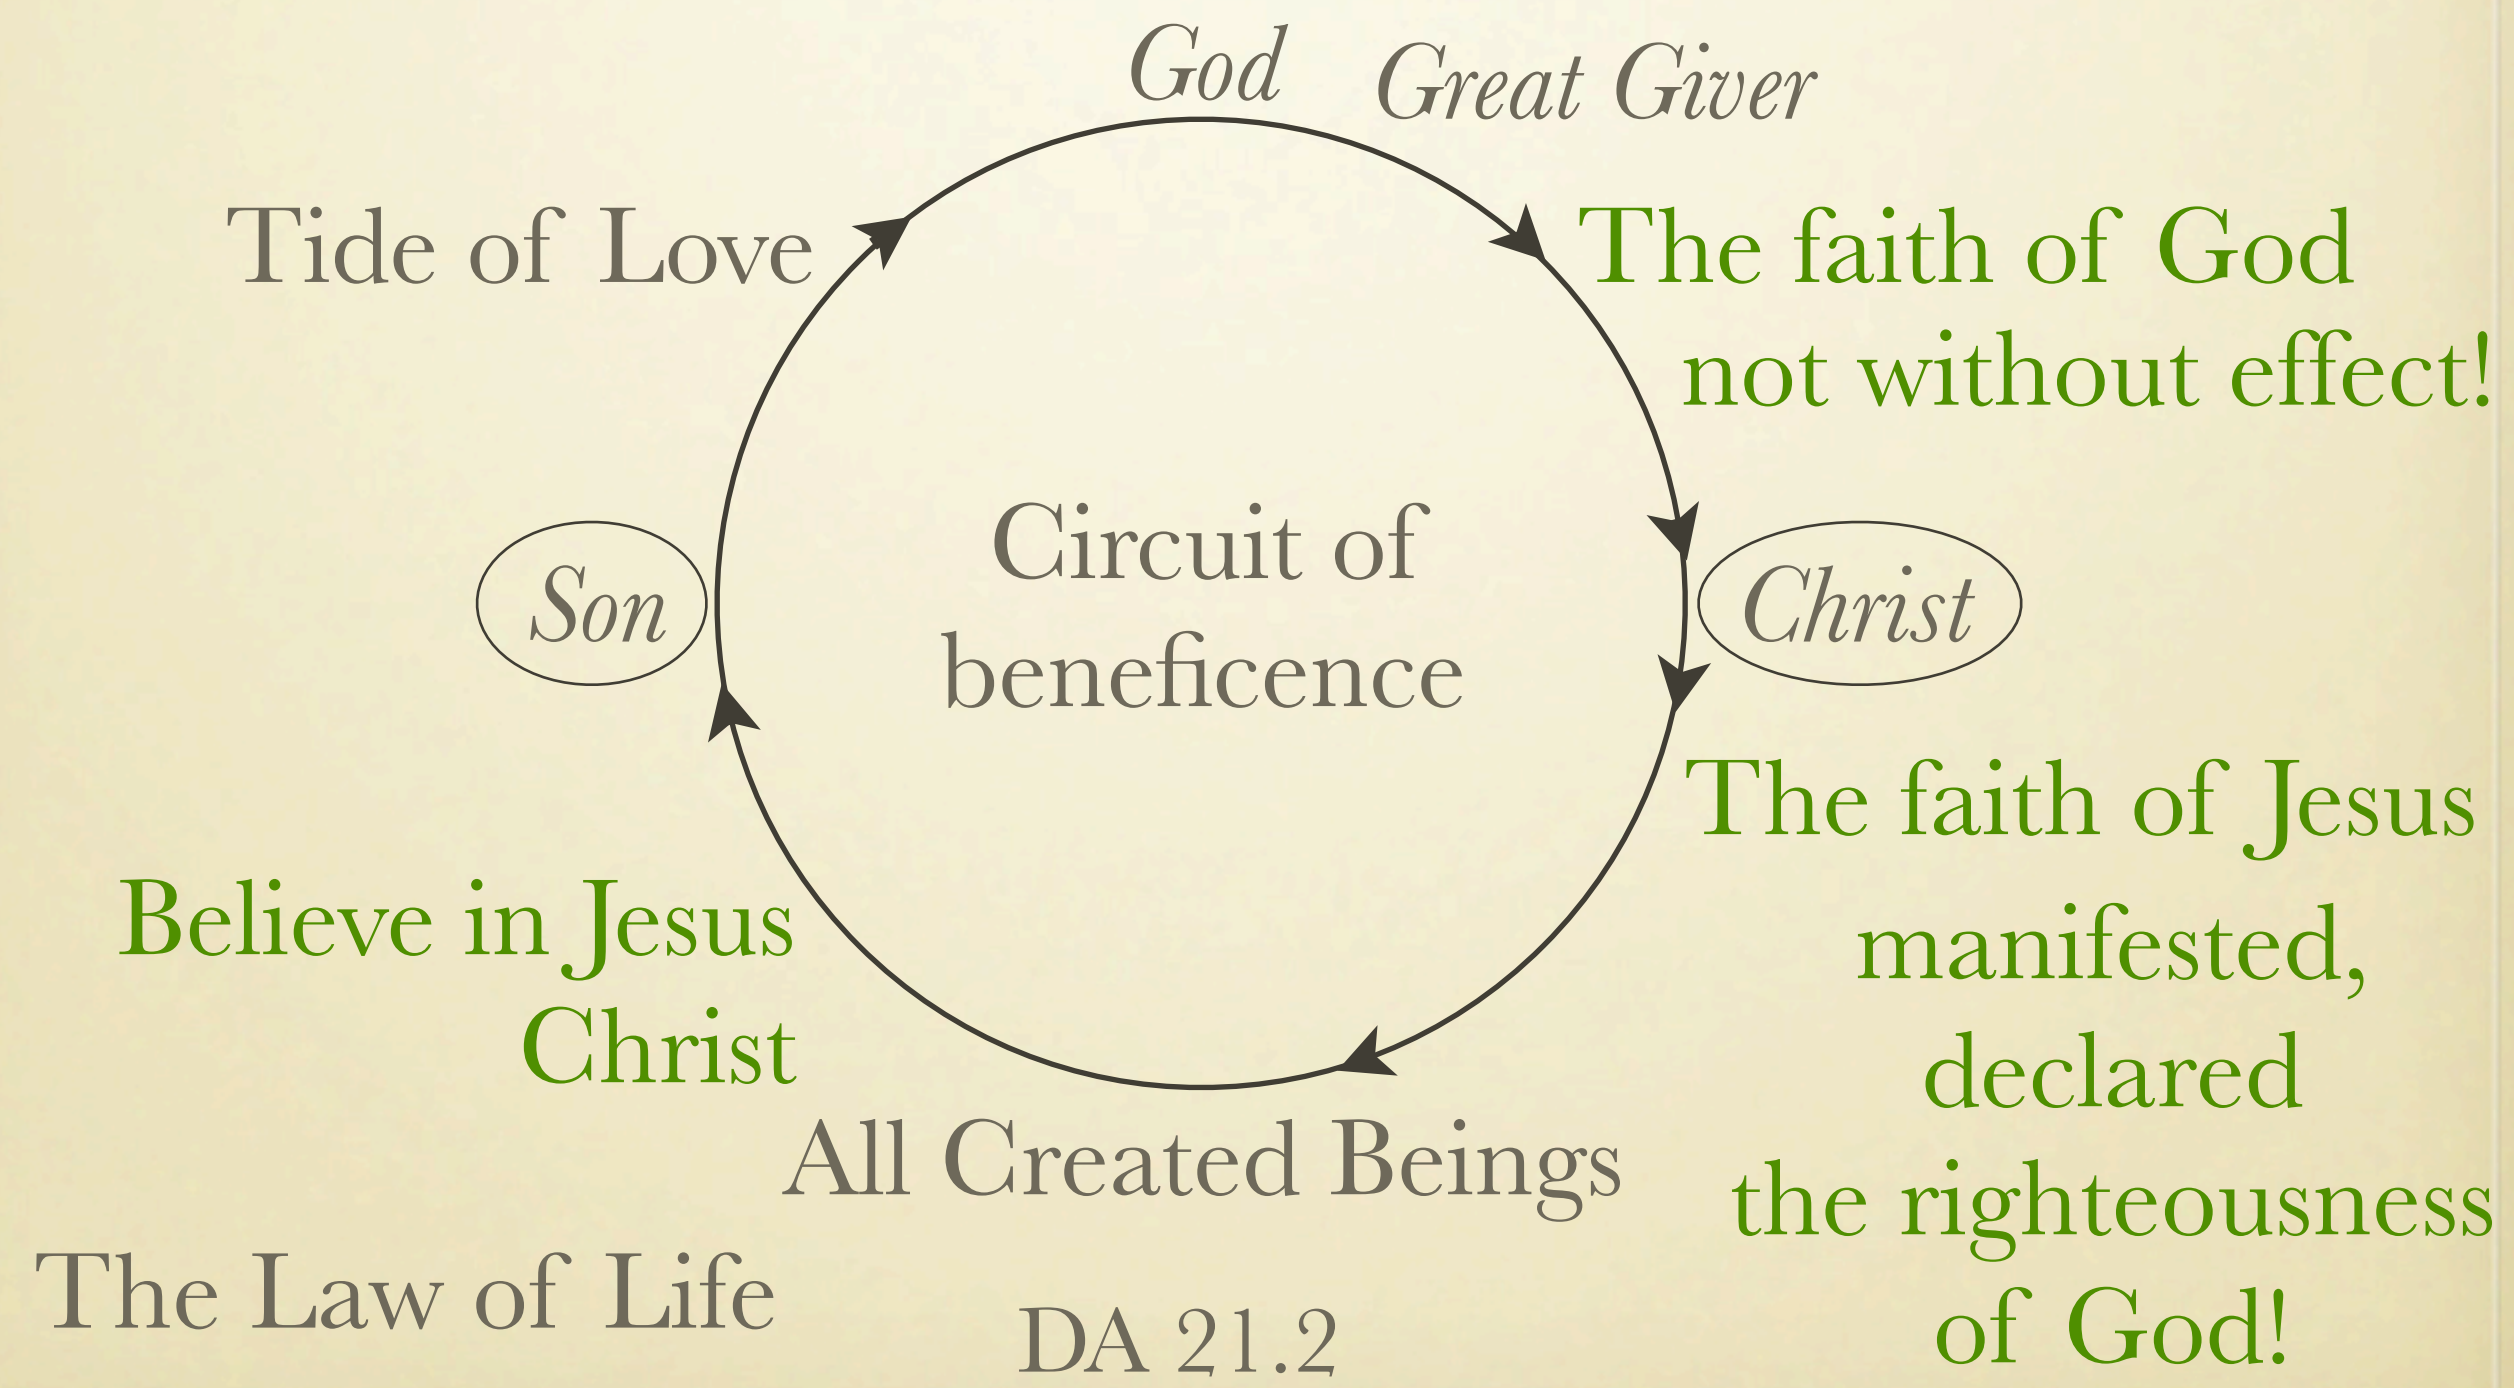 God Great Giver
Tide of Love
The faith of God
not without effect!
Circuit of
beneficence
Son
Christ
The faith of Jesus
manifested,
declared
the righteousness
of God!
Believe in Jesus
Christ
All Created Beings
The Law of Life
DA 21.2